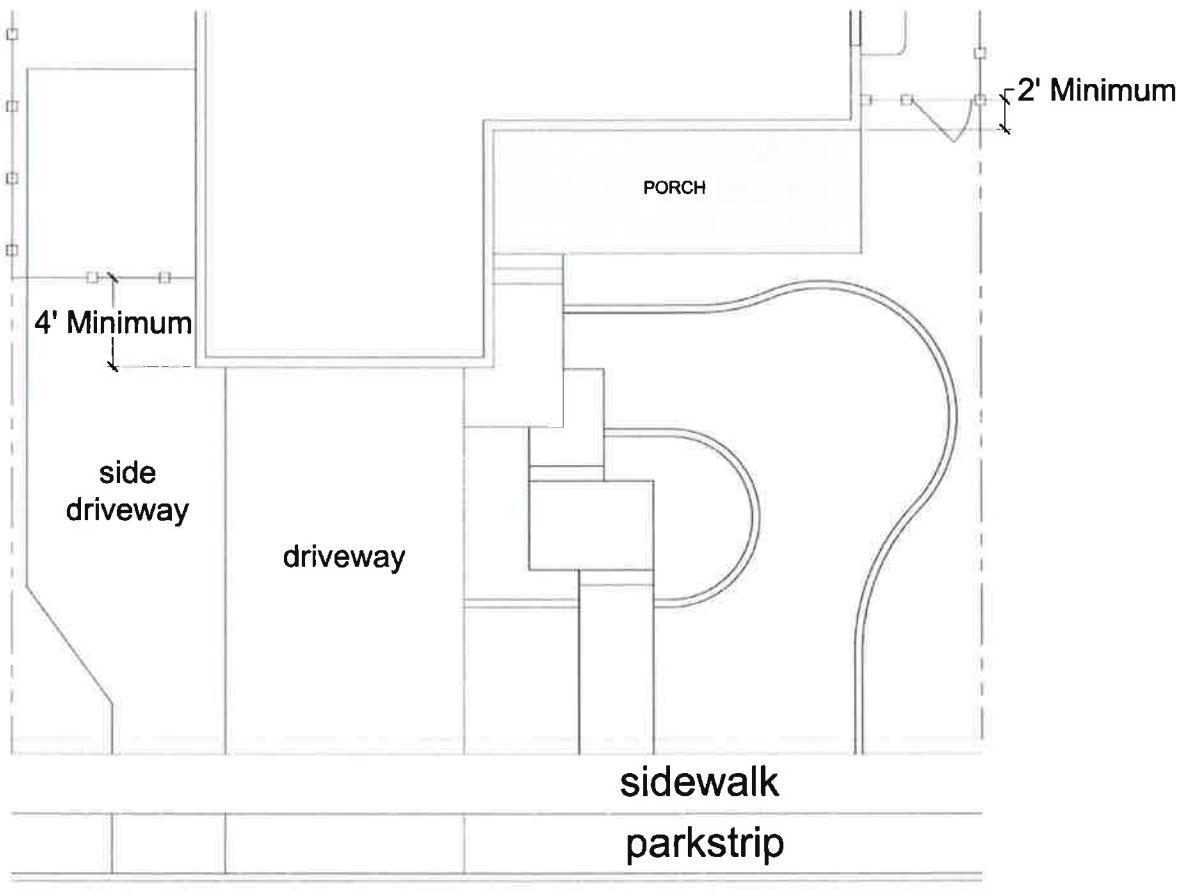 2' Minimum
PORCH
4' Minimum
side
driveway
driveway
sidewalk
parkstrip